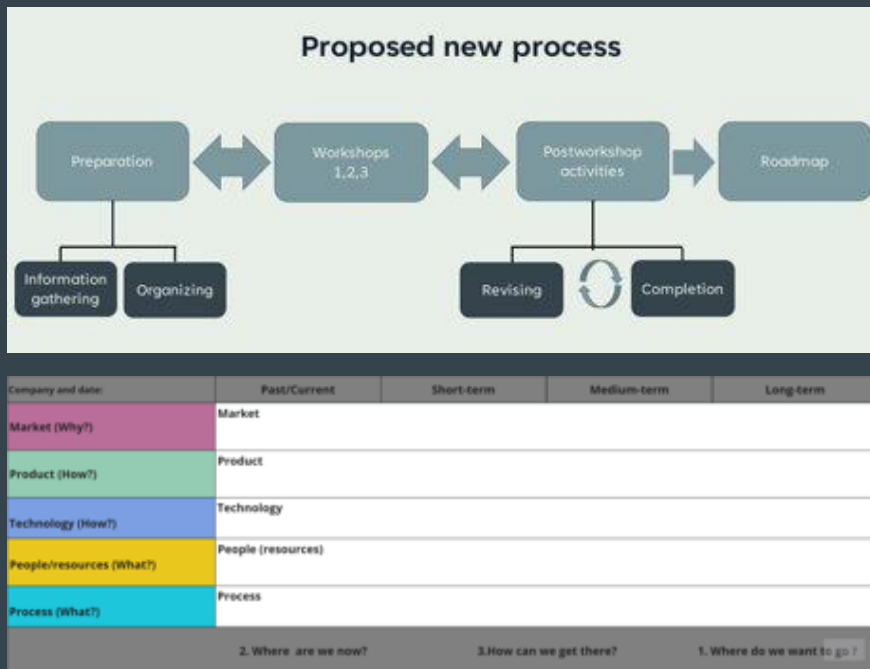 Proposed new process
Preparation
Workshops
1,2,3
Postworkshop
activities
Roadmap
Information
gathering
Organizing
Revising
Completion
Company and date:
Past/Current
Short-term
Medium-term
Long-term
Market (Why?)
Market
Product (How?)
Product
Technology (How?)
Technology
People/resources (What?)
People (resources)
Process (What?)
Process
2. Where are we now?
3.How can we get there?
1. Where do we want to go ?